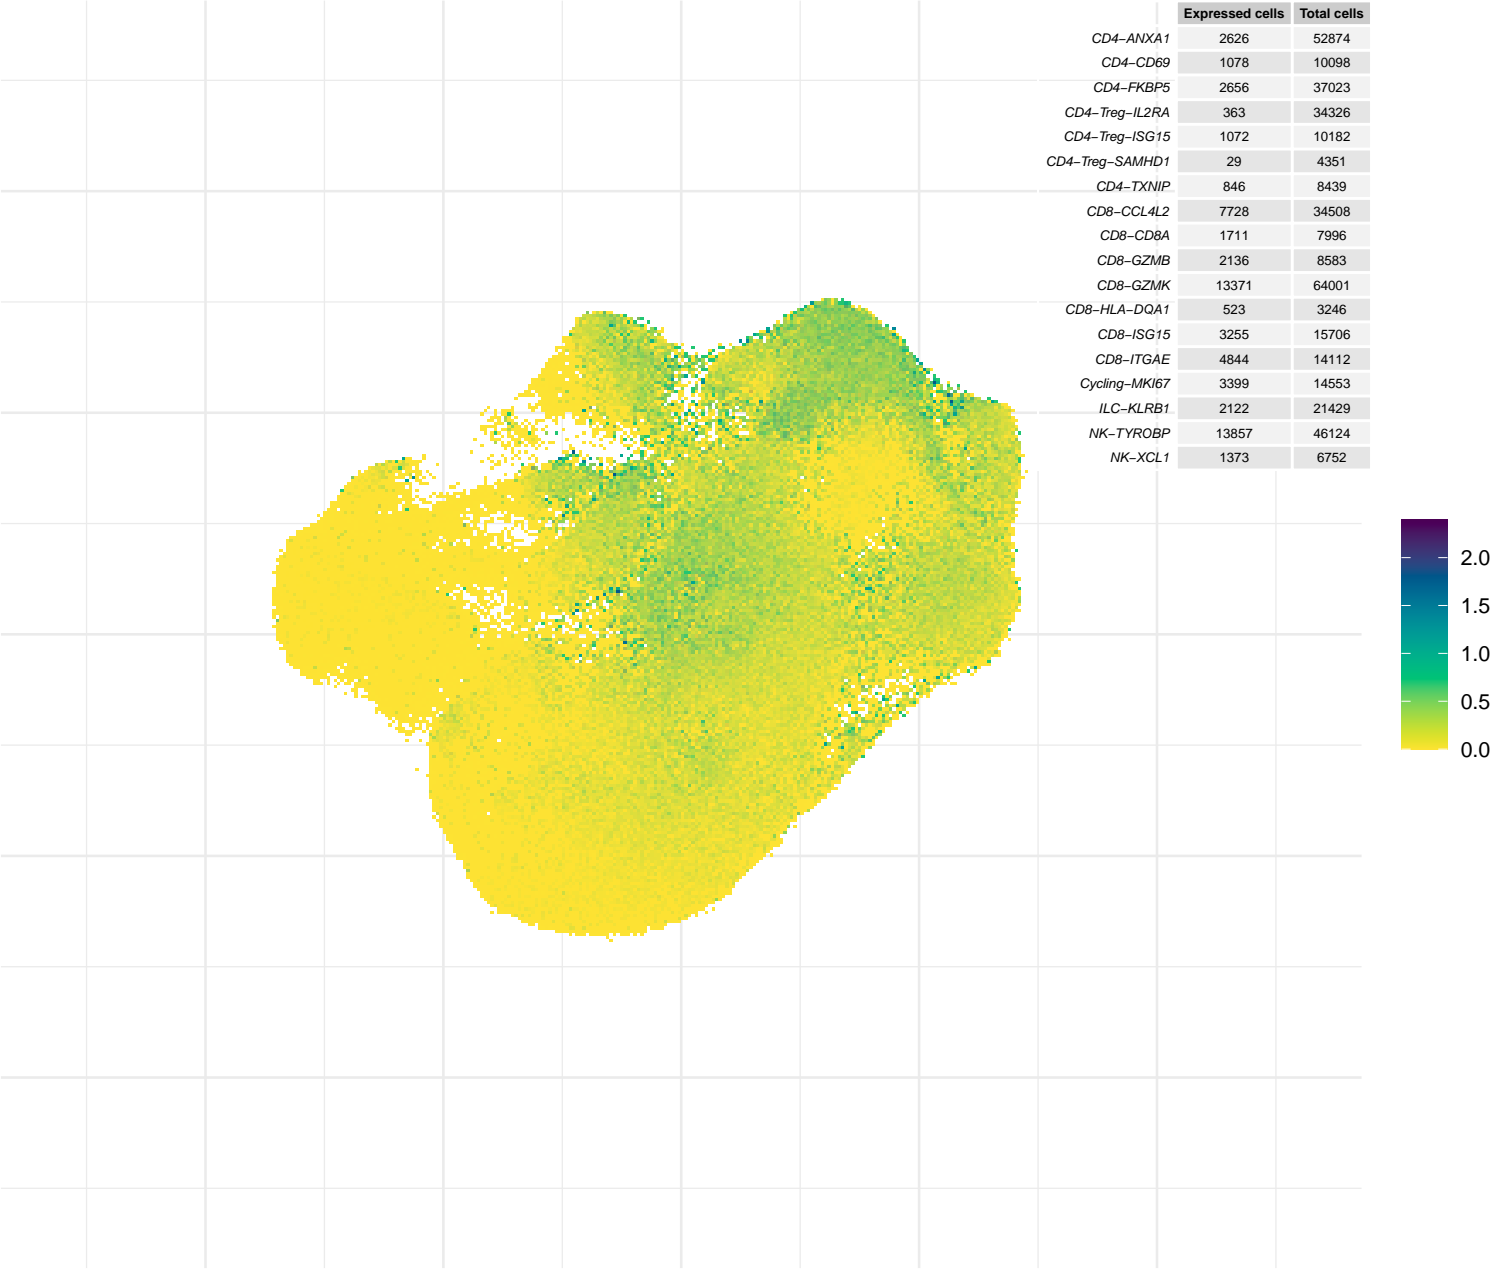 Expressed cells Total cells
CD4−ANXA1 2626 52874
CD4−CD69 1078 10098
CD4−FKBP5 2656 37023
CD4−Treg−IL2RA 363 34326
CD4−Treg−ISG15 1072 10182
CD4−Treg−SAMHD1 29 4351
CD4−TXNIP 846 8439
CD8−CCL4L2 7728 34508
CD8−CD8A 1711 7996
CD8−GZMB 2136 8583
CD8−GZMK 13371 64001
CD8−HLA−DQA1 523 3246
CD8−ISG15 3255 15706
CD8−ITGAE 4844 14112
Cycling−MKI67 3399 14553
ILC−KLRB1 2122 21429
NK−TYROBP 13857 46124
NK−XCL1 1373 6752
2.0
1.5
1.0
0.5
0.0